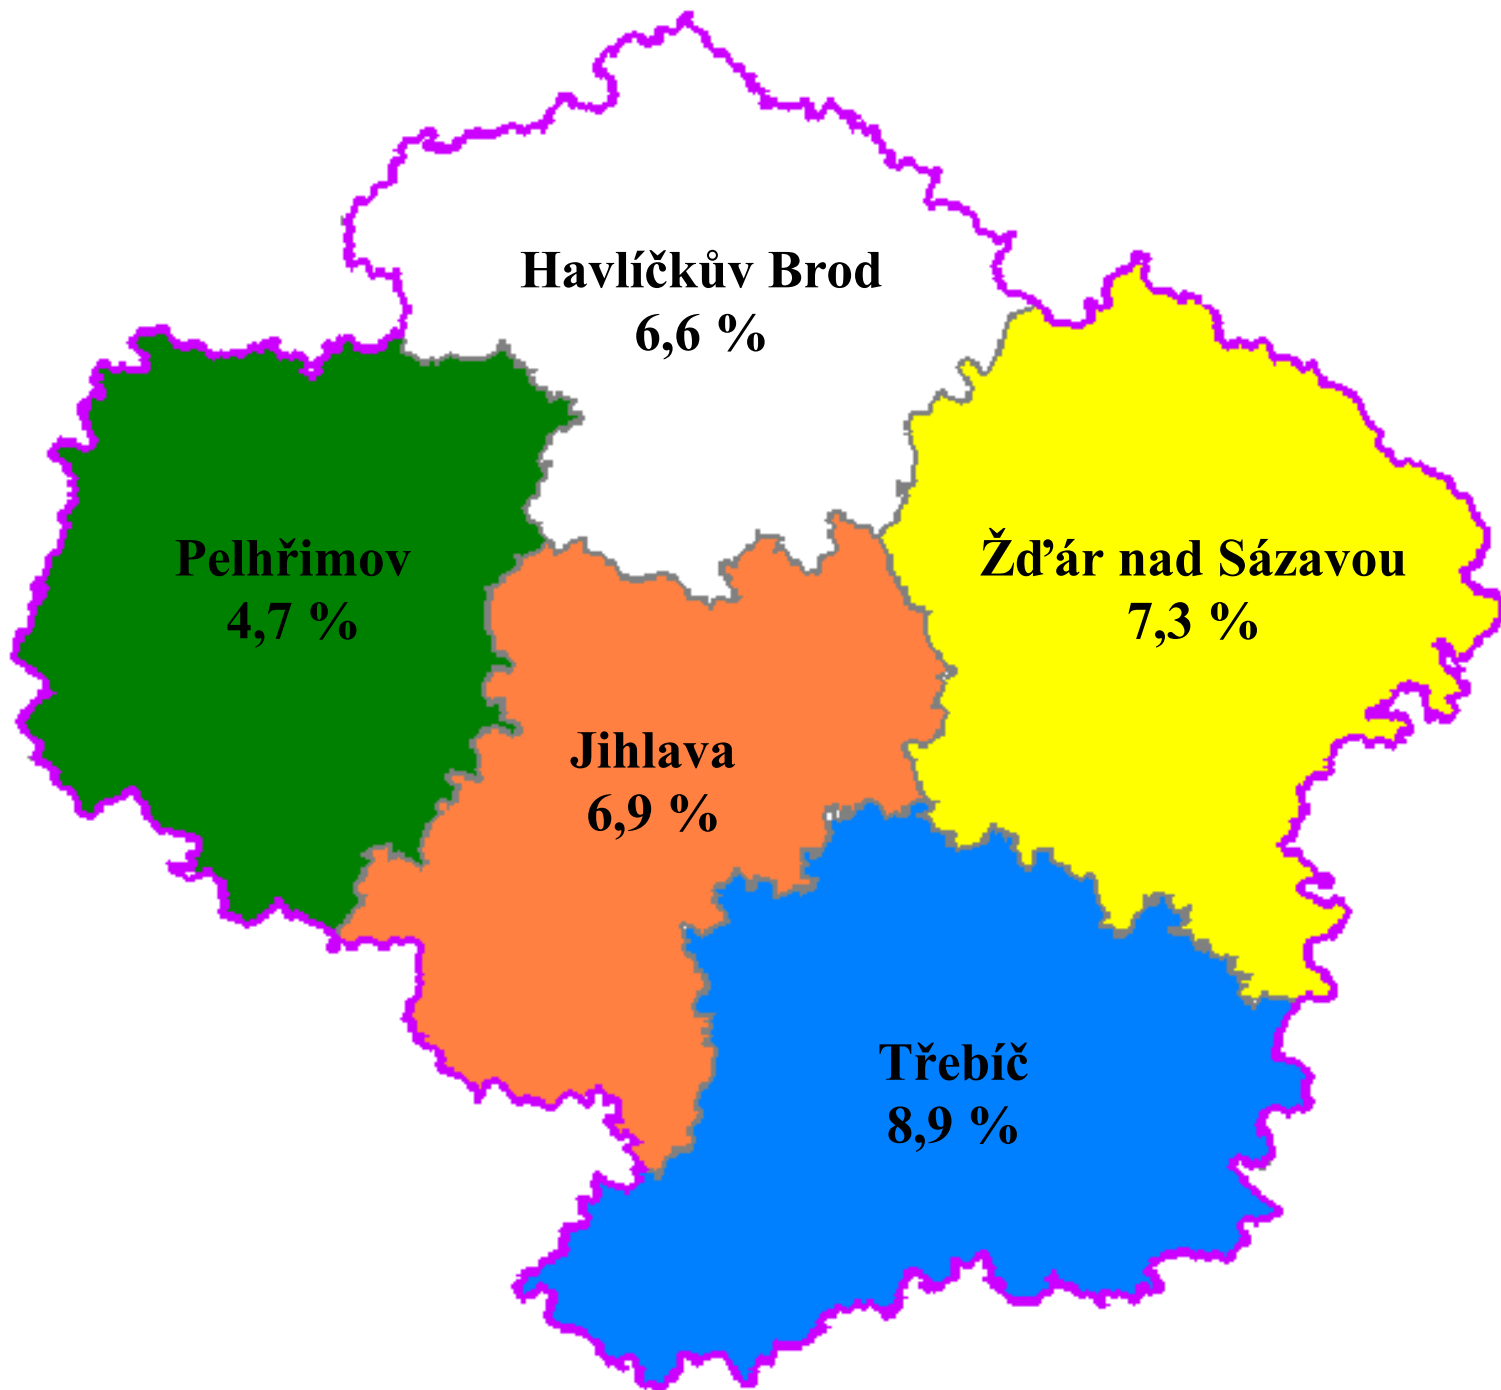 Havlíčkův Brod
6,6 %
Pelhřimov
4,7 %
Žďár nad Sázavou
7,3 %
Jihlava
6,9 %
Třebíč
8,9 %